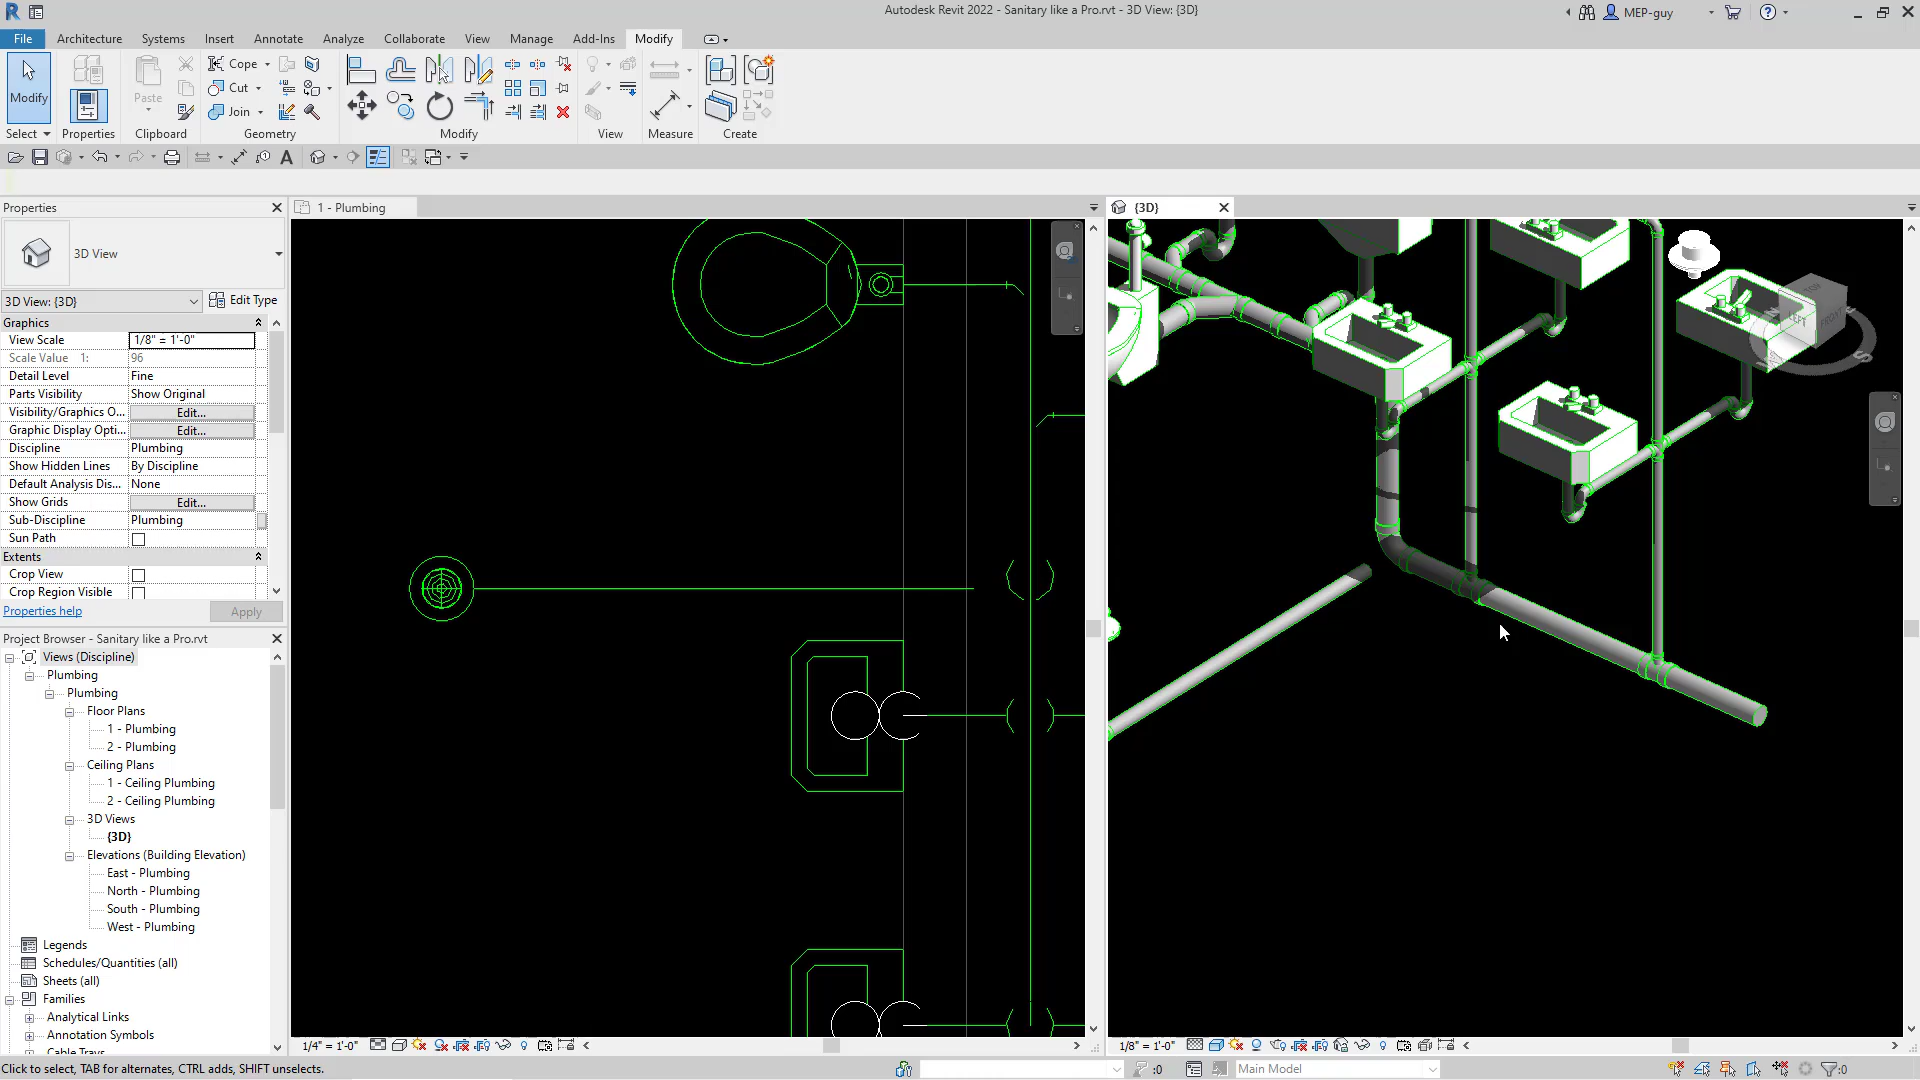 Autodesk Revit 2022 - Sanitary like a Pro.rvt - 3D View: {3D}
MEP-guy
File Architecture Systems Insert Annotate Analyze Collaborate View Manage Add-Ins Modify
Modify
Paste
Cope
Cut
Join
Select Properties Clipboard Geometry Modify View Measure Create
Properties
3D View
3D View: {3D}
Edit Type
Graphics
View Scale 1/8" = 1'-0"
Scale Value 1: 96
Detail Level Fine
Parts Visibility Show Original
Visibility/Graphics O... Edit...
Graphic Display Opti... Edit...
Discipline Plumbing
Show Hidden Lines By Discipline
Default Analysis Dis... None
Show Grids Edit...
Sub-Discipline Plumbing
Sun Path
Extents
Crop View
Crop Region Visible
Properties help
Apply
Project Browser - Sanitary like a Pro.rvt
Views (Discipline)
Plumbing
Plumbing
Floor Plans
1 - Plumbing
2 - Plumbing
Ceiling Plans
1 - Ceiling Plumbing
2 - Ceiling Plumbing
3D Views
{3D}
Elevations (Building Elevation)
East - Plumbing
North - Plumbing
South - Plumbing
West - Plumbing
Legends
Schedules/Quantities (all)
Sheets (all)
Families
Analytical Links
Annotation Symbols
Cable Trays
1 - Plumbing
{3D}
TOP
LEFT
FRONT
S
1/4" = 1'-0"
1/8" = 1'-0"
Click to select, TAB for alternates, CTRL adds, SHIFT unselects.
:0
Main Model
:0